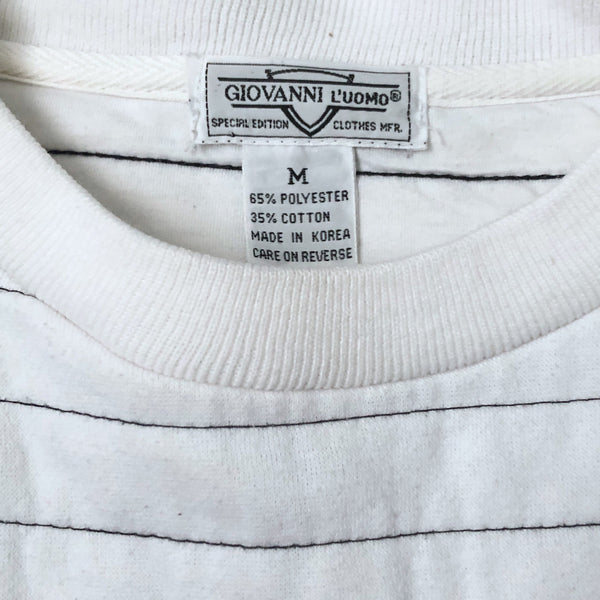 GIOVANNI L'UOMO®
SPECIAL EDITION CLOTHES MFR.
M
65% POLYESTER
35% COTTON
MADE IN KOREA
CARE ON REVERSE